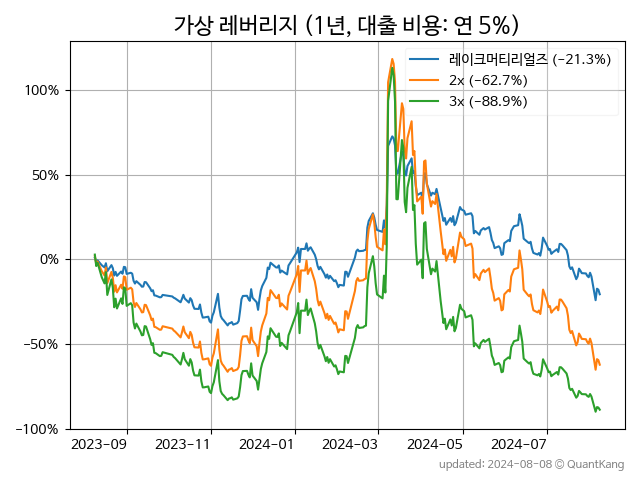 가상 레버리지 (1년, 대출 비용: 연 5%)
레이크머티리얼즈 (−21.3%)
2x (−62.7%)
3x (−88.9%)
100%
50%
0%
−50%
−100%
2023-09 2023-11 2024-01 2024-03 2024-05 2024-07
updated: 2024-08-08 © QuantKang